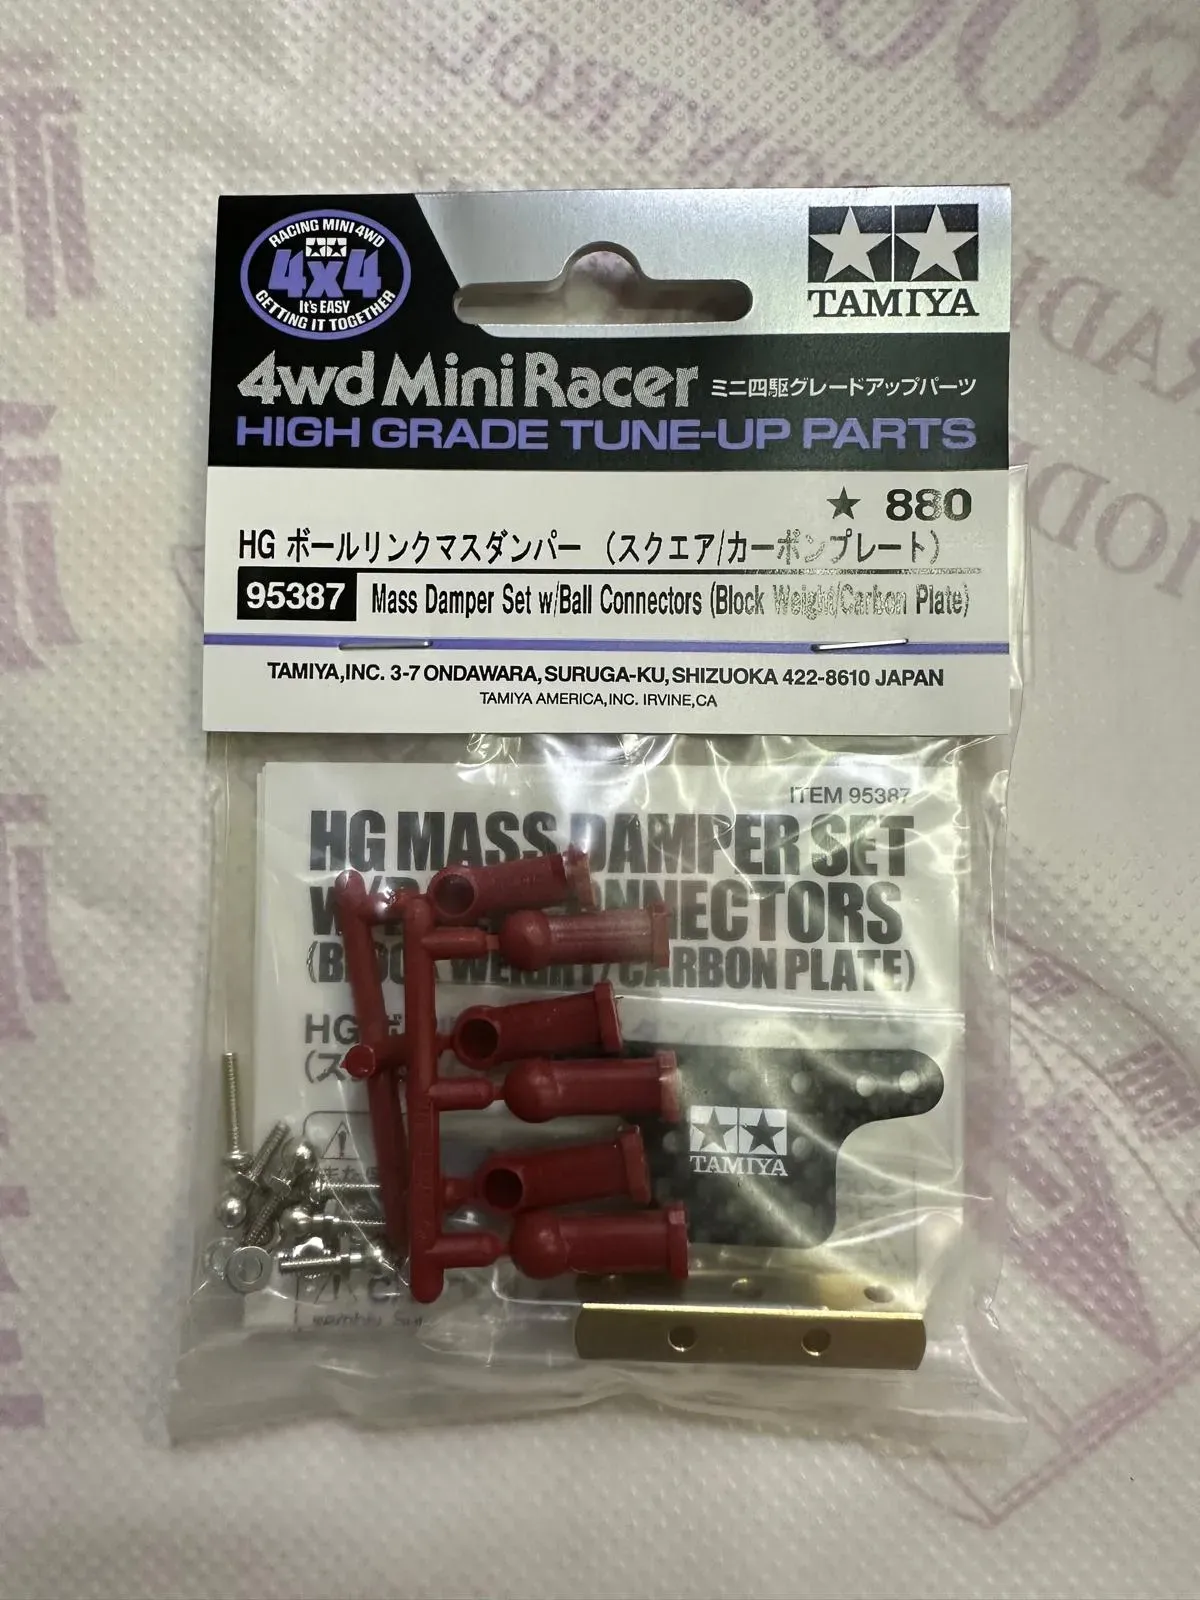 RACING MINI 4WD
4x4
It's EASY
GETTING IT TOGETHER
TAMIYA
4wd Mini Racer ミニ四駆グレードアップパーツ
HIGH GRADE TUNE-UP PARTS
★ 880
HG ボールリンクマスダンパー (スクエア/カーボンプレート)
95387 Mass Damper Set w/Ball Connectors (Block Weight/Carbon Plate)
TAMIYA,INC. 3-7 ONDAWARA,SURUGA-KU,SHIZUOKA 422-8610 JAPAN
TAMIYA AMERICA,INC. IRVINE,CA
ITEM 95387
HG MASS DAMPER SET
CONNECTORS
WEIGHT/CARBON PLATE)
HG
TAMIYA